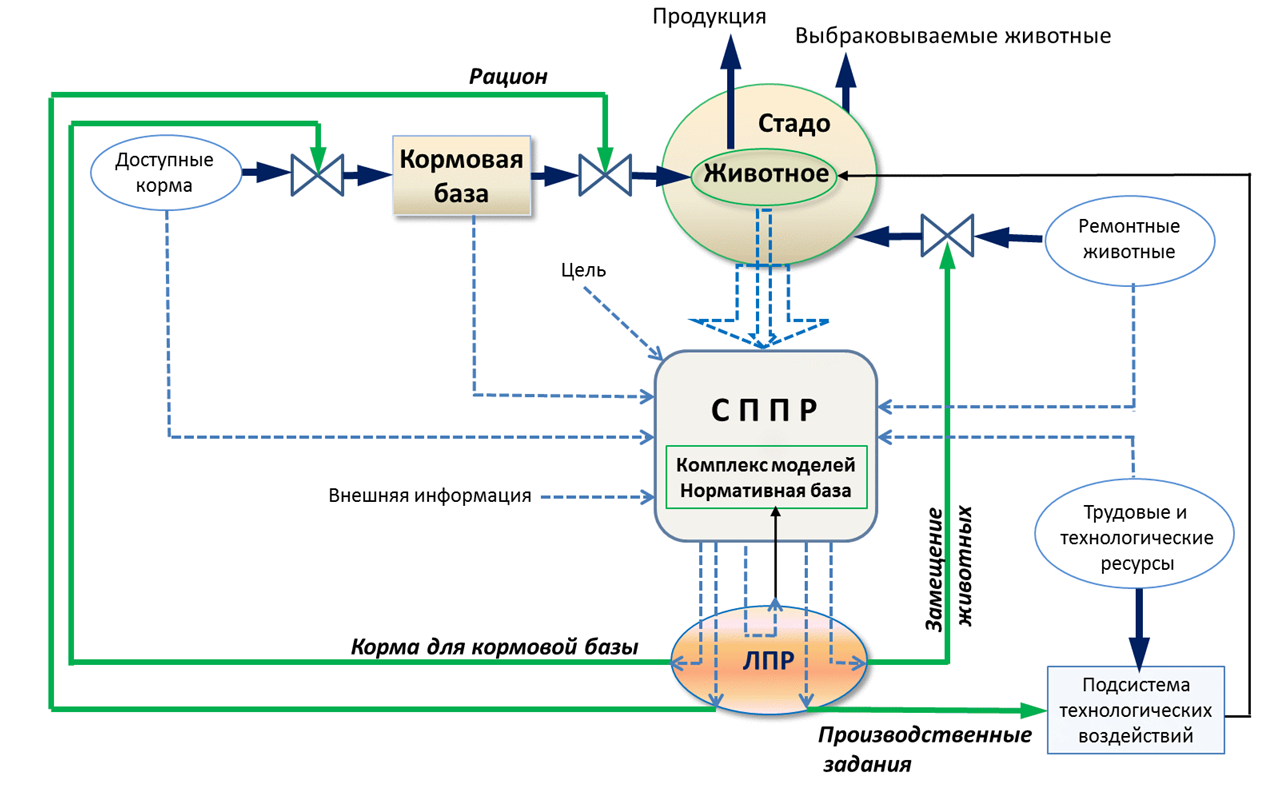 Продукция
Выбраковываемые животные
Рацион
Стадо
Доступные
корма
Кормовая
база
Животное
Ремонтные
животные
Цель
С П П Р
Комплекс моделей
Нормативная база
Внешняя информация
Трудовые и
технологические
ресурсы
Замещение
животных
Корма для кормовой базы
ЛПР
Подсистема
технологических
воздействий
Производственные
задания